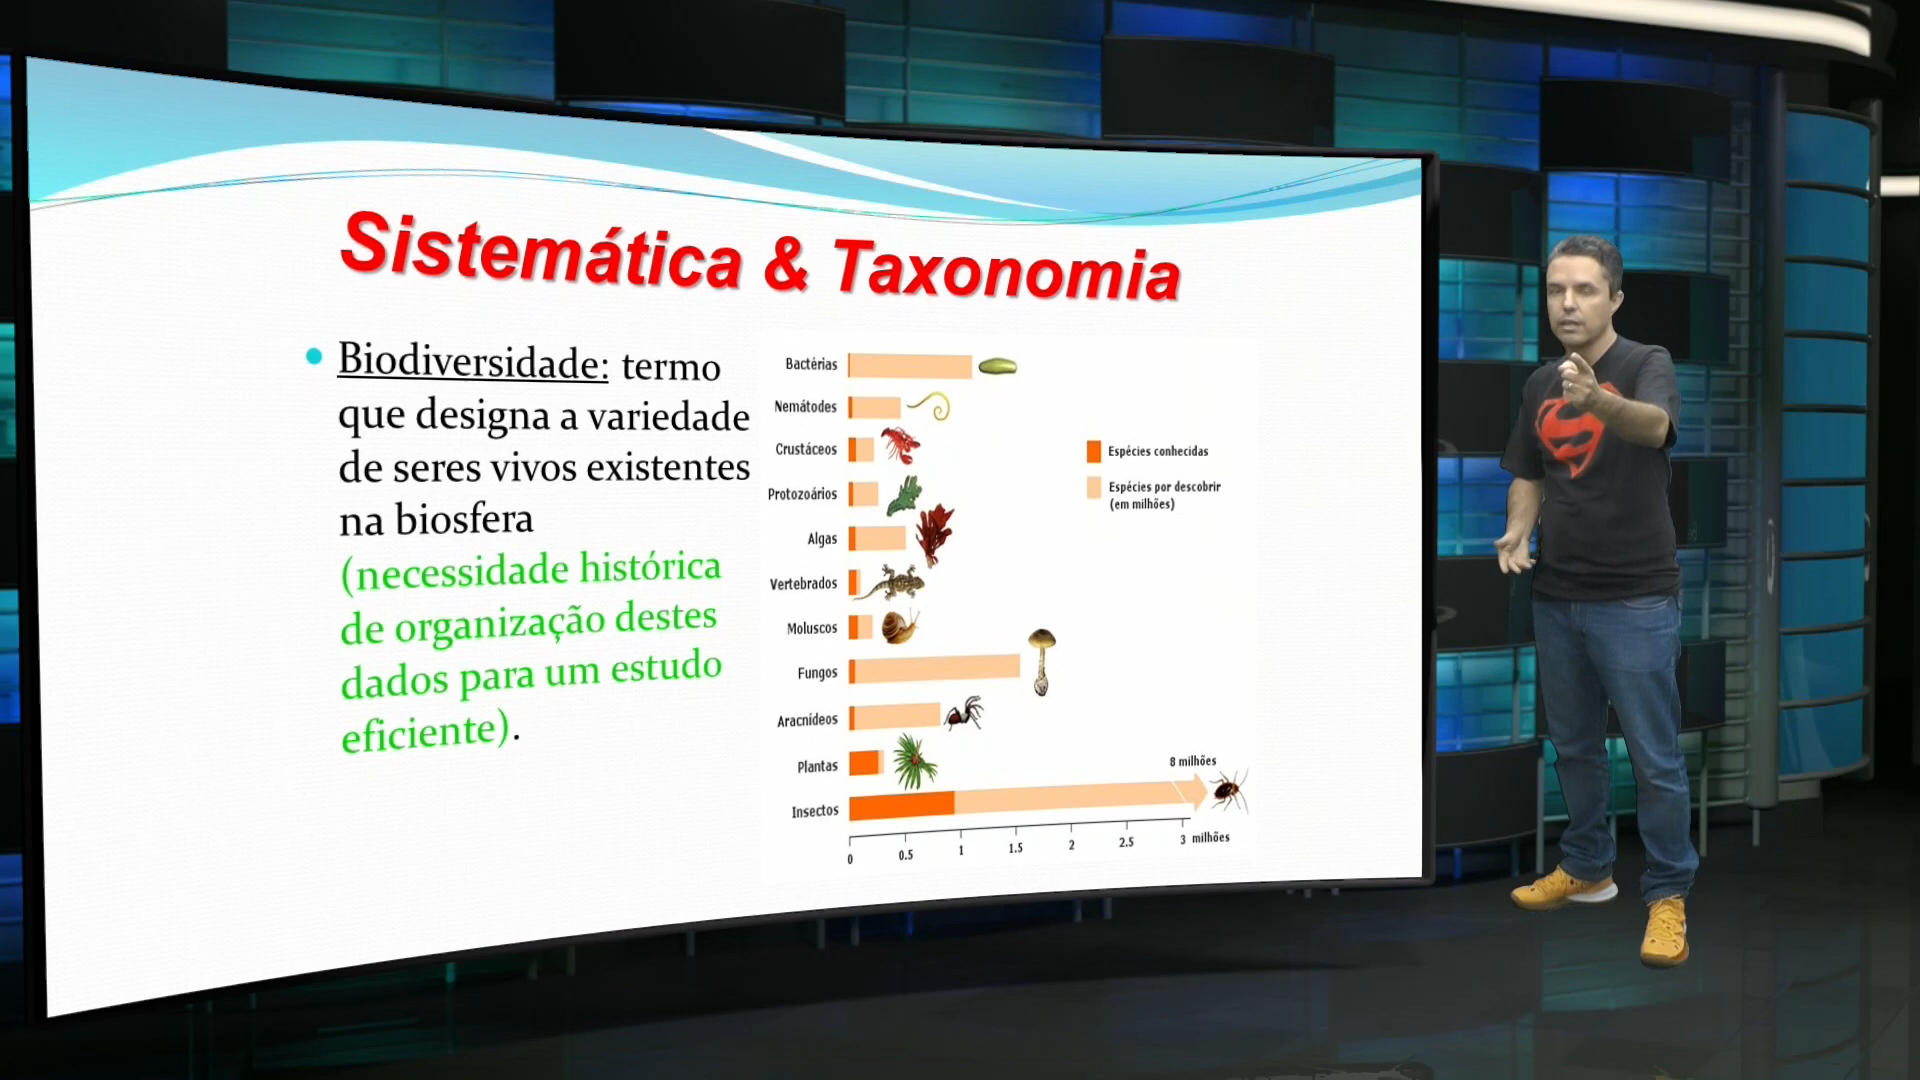 Sistemática & Taxonomia
Biodiversidade: termo
que designa a variedade
de seres vivos existentes
na biosfera
(necessidade histórica
de organização destes
dados para um estudo
eficiente).
Bactérias
Nemátodes
Crustáceos
Protozoários
Algas
Vertebrados
Moluscos
Fungos
Aracnídeos
Plantas
Insectos
Espécies conhecidas
Espécies por descobrir
(em milhões)
8 milhões
0 0.5 1 1.5 2 2.5 3 milhões